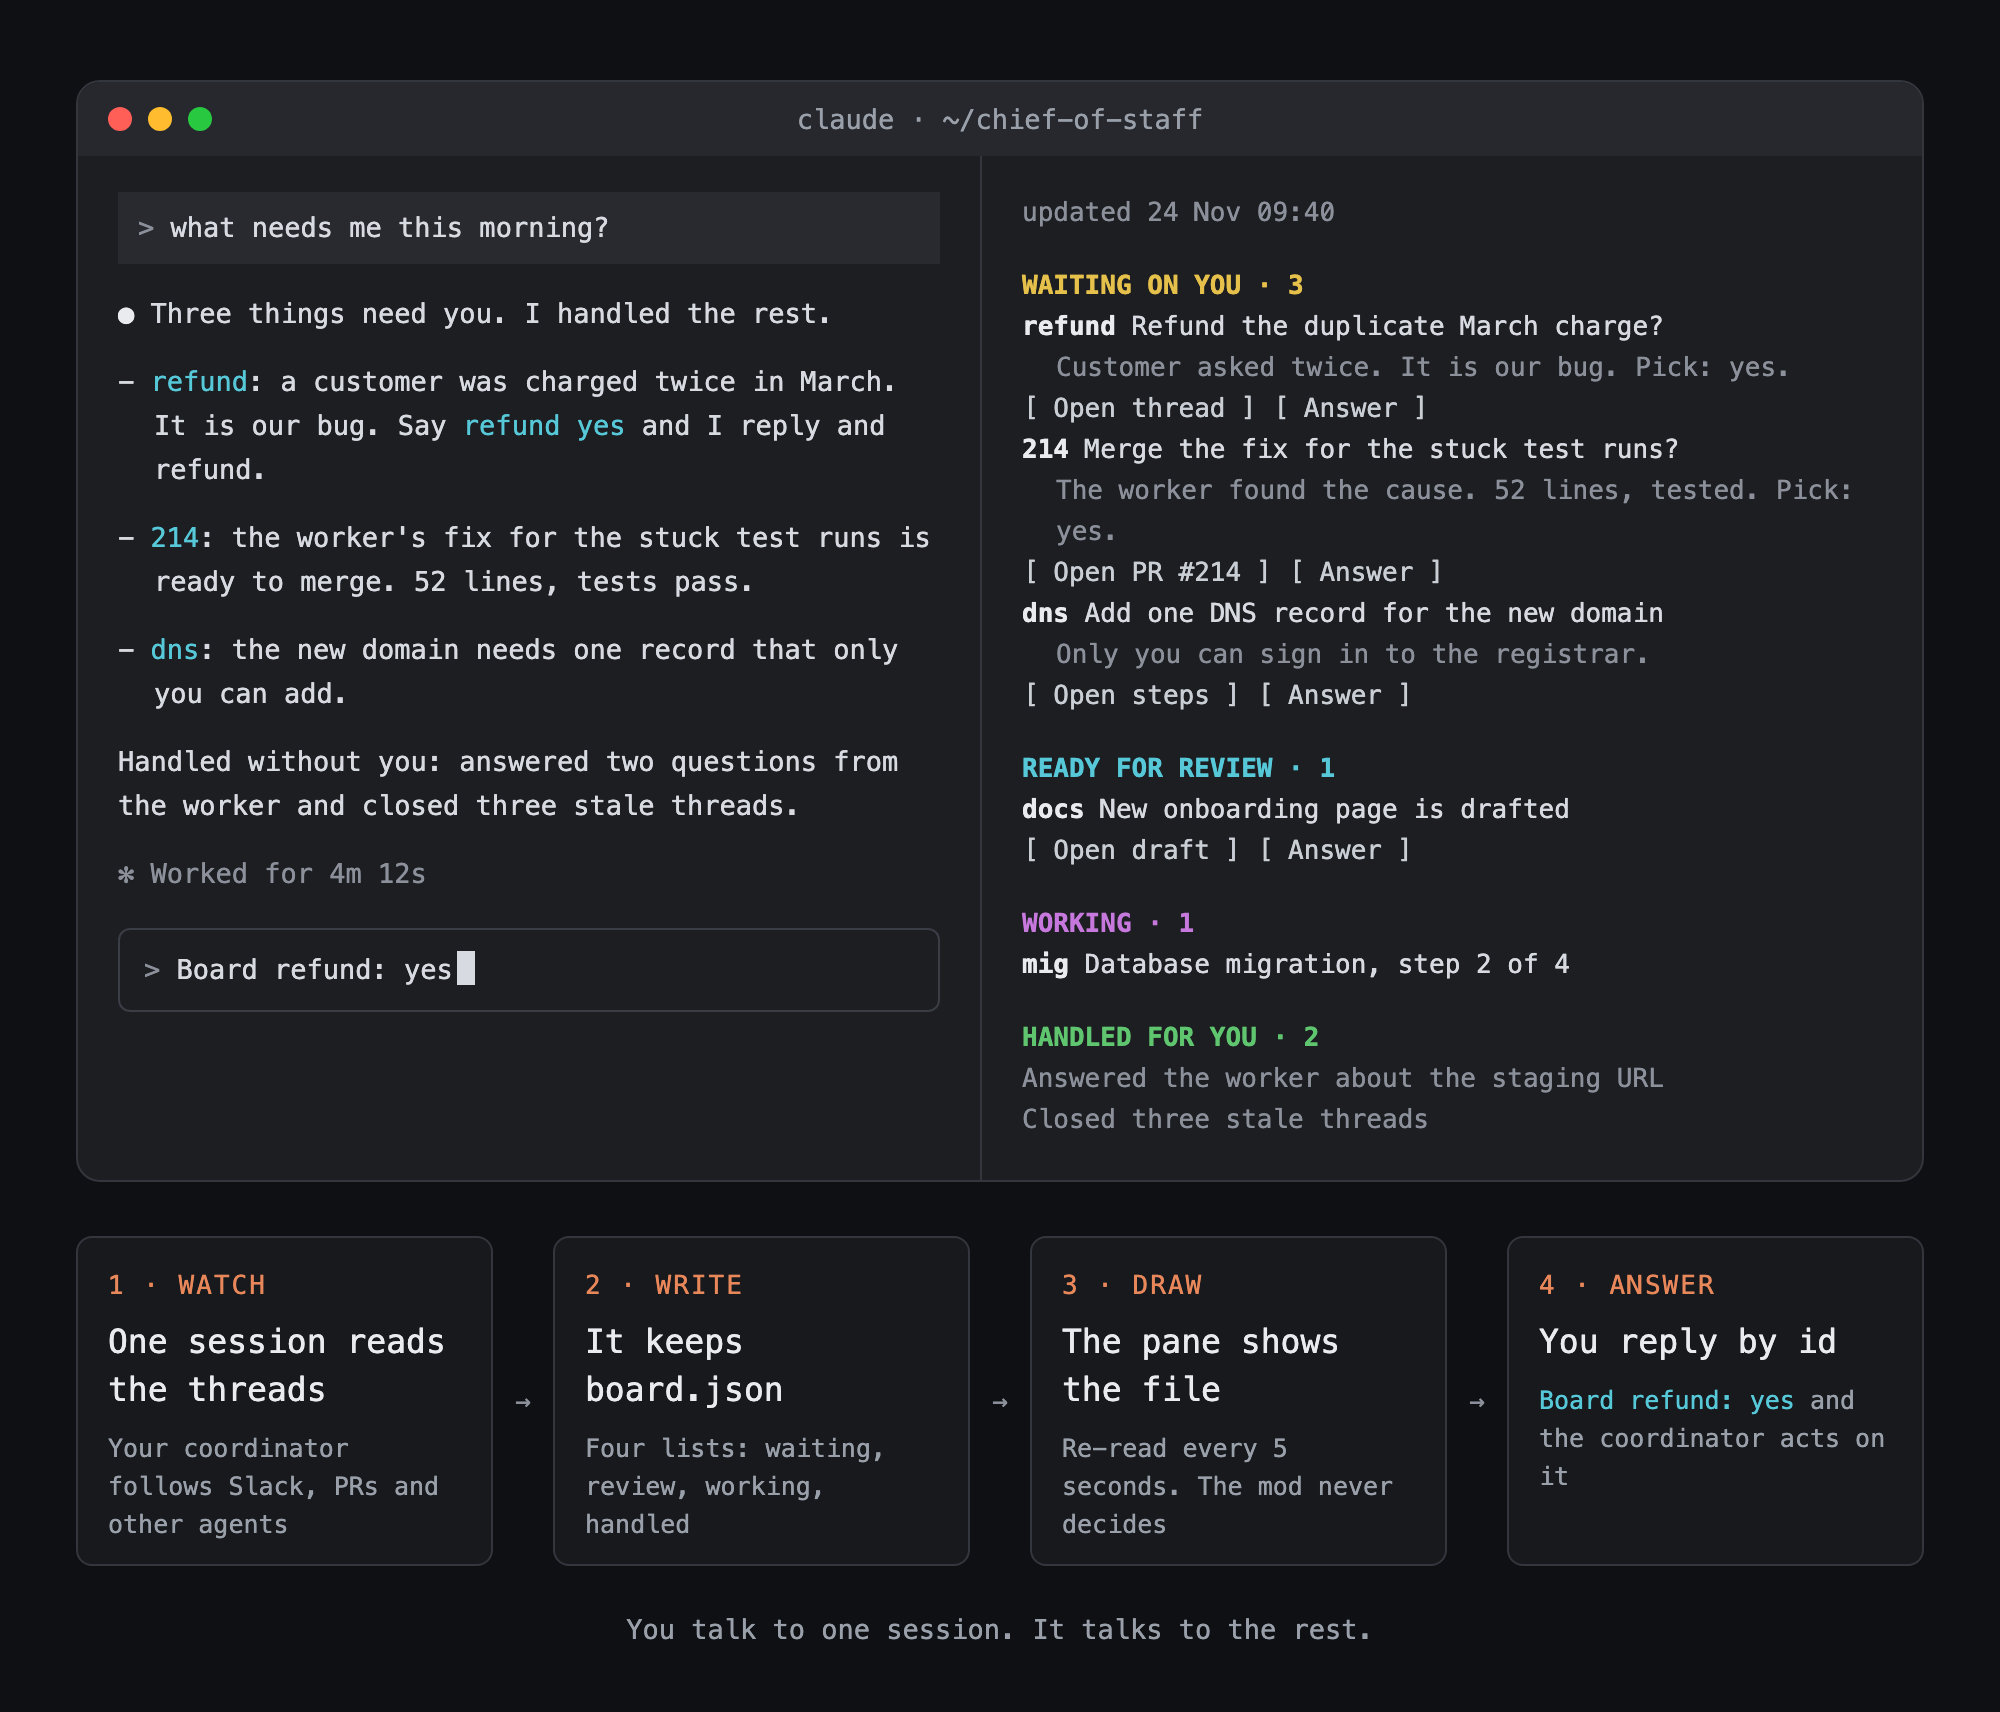 claude · ~/chief-of-staff
> what needs me this morning?
● Three things need you. I handled the rest.
– refund: a customer was charged twice in March.
It is our bug. Say refund yes and I reply and
refund.
– 214: the worker's fix for the stuck test runs is
ready to merge. 52 lines, tests pass.
– dns: the new domain needs one record that only
you can add.
Handled without you: answered two questions from
the worker and closed three stale threads.
✻ Worked for 4m 12s
> Board refund: yes
updated 24 Nov 09:40
WAITING ON YOU · 3
refund Refund the duplicate March charge?
Customer asked twice. It is our bug. Pick: yes.
[ Open thread ] [ Answer ]
214 Merge the fix for the stuck test runs?
The worker found the cause. 52 lines, tested. Pick:
yes.
[ Open PR #214 ] [ Answer ]
dns Add one DNS record for the new domain
Only you can sign in to the registrar.
[ Open steps ] [ Answer ]
READY FOR REVIEW · 1
docs New onboarding page is drafted
[ Open draft ] [ Answer ]
WORKING · 1
mig Database migration, step 2 of 4
HANDLED FOR YOU · 2
Answered the worker about the staging URL
Closed three stale threads
1 · WATCH
One session reads
the threads
Your coordinator
follows Slack, PRs and
other agents
→
2 · WRITE
It keeps
board.json
Four lists: waiting,
review, working,
handled
→
3 · DRAW
The pane shows
the file
Re-read every 5
seconds. The mod never
decides
→
4 · ANSWER
You reply by id
Board refund: yes and
the coordinator acts on
it
You talk to one session. It talks to the rest.